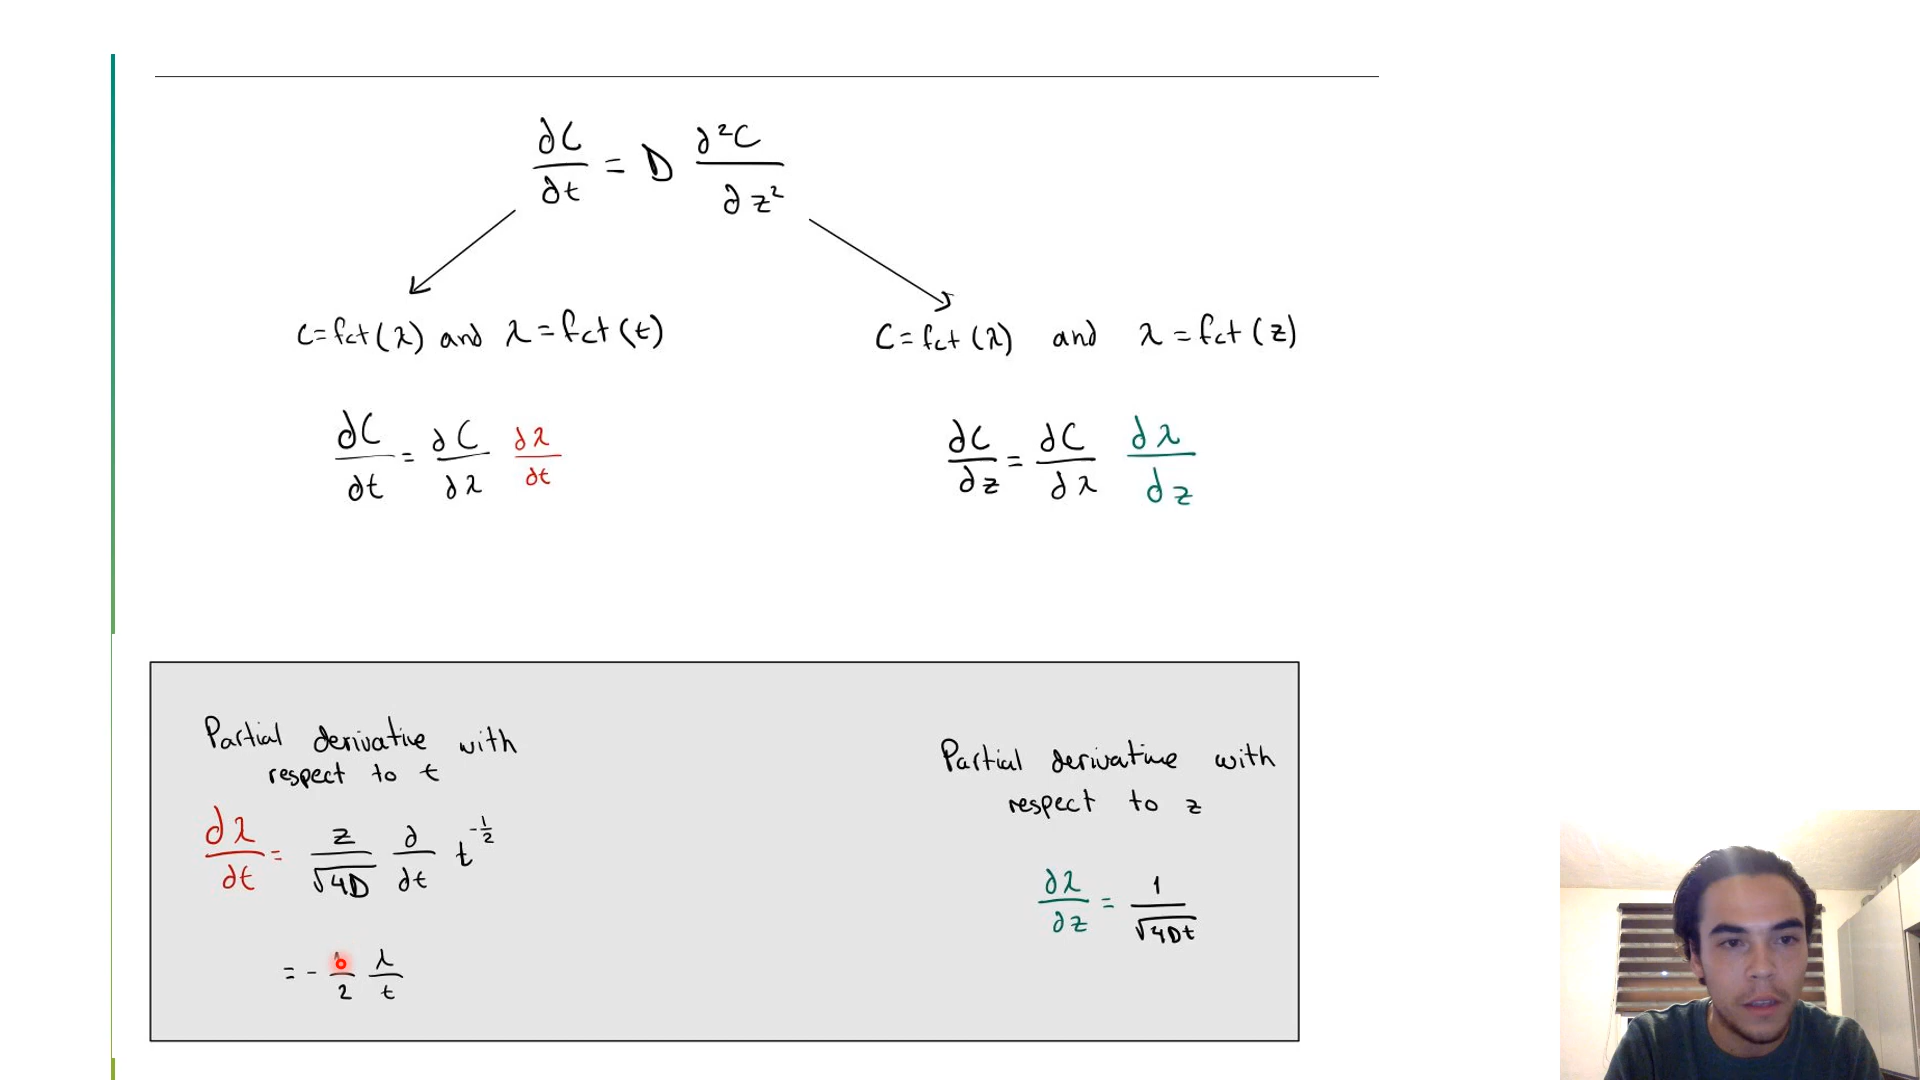 ∂C/∂t = D ∂²C/∂z²
C=fct(λ) and λ=fct(t)
C=fct(λ) and λ=fct(z)
∂C/∂t = ∂C/∂λ ∂λ/∂t
∂C/∂z = ∂C/∂λ ∂λ/∂z
Partial derivative with
respect to t
∂λ/∂t = z/√4D ∂/∂t t^-1/2
= - 1/2 λ/t
Partial derivative with
respect to z
∂λ/∂z = 1/√4Dt